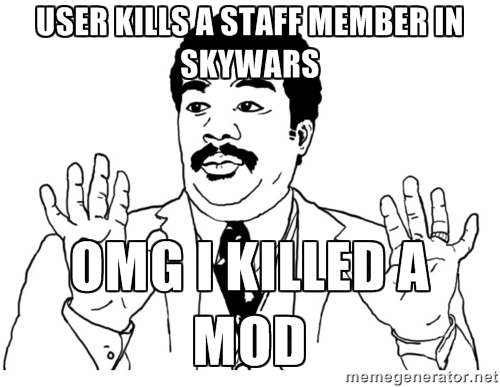 USER KILLS A STAFF MEMBER IN
SKYWARS
OMG I KILLED A
MOD
memegenerator.net